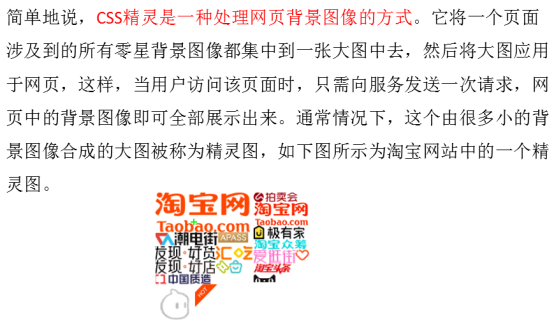 简单地说，CSS精灵是一种处理网页背景图像的方式。它将一个页面
涉及到的所有零星背景图像都集中到一张大图中去，然后将大图应用
于网页，这样，当用户访问该页面时，只需向服务发送一次请求，网
页中的背景图像即可全部展示出来。通常情况下，这个由很多小的背
景图像合成的大图被称为精灵图，如下图所示为淘宝网站中的一个精
灵图。
淘宝网
Taobao.com
拍卖会
淘宝网
Taobao.com
潮电街
APASS
极有家
发现·好货
汇吃
淘宝众筹
发现·好店
爱逛街
淘宝头条
中国质造
HOT